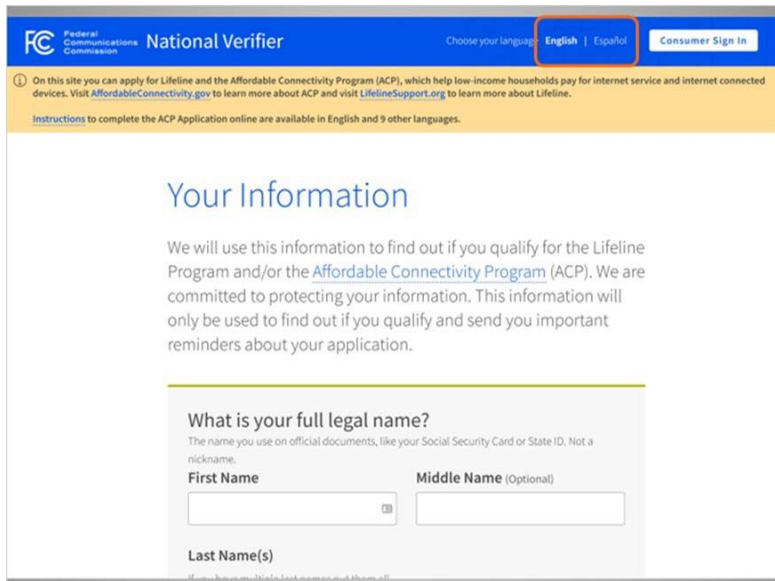 Federal
Communications
Commission
National Verifier
Choose your language English | Español
Consumer Sign In
On this site you can apply for Lifeline and the Affordable Connectivity Program (ACP), which help low-income households pay for internet service and internet connected
devices. Visit AffordableConnectivity.gov to learn more about ACP and visit LifelineSupport.org to learn more about Lifeline.
Instructions to complete the ACP Application online are available in English and 9 other languages.
Your Information
We will use this information to find out if you qualify for the Lifeline
Program and/or the Affordable Connectivity Program (ACP). We are
committed to protecting your information. This information will
only be used to find out if you qualify and send you important
reminders about your application.
What is your full legal name?
The name you use on official documents, like your Social Security Card or State ID. Not a
nickname.
First Name
Middle Name (Optional)
Last Name(s)